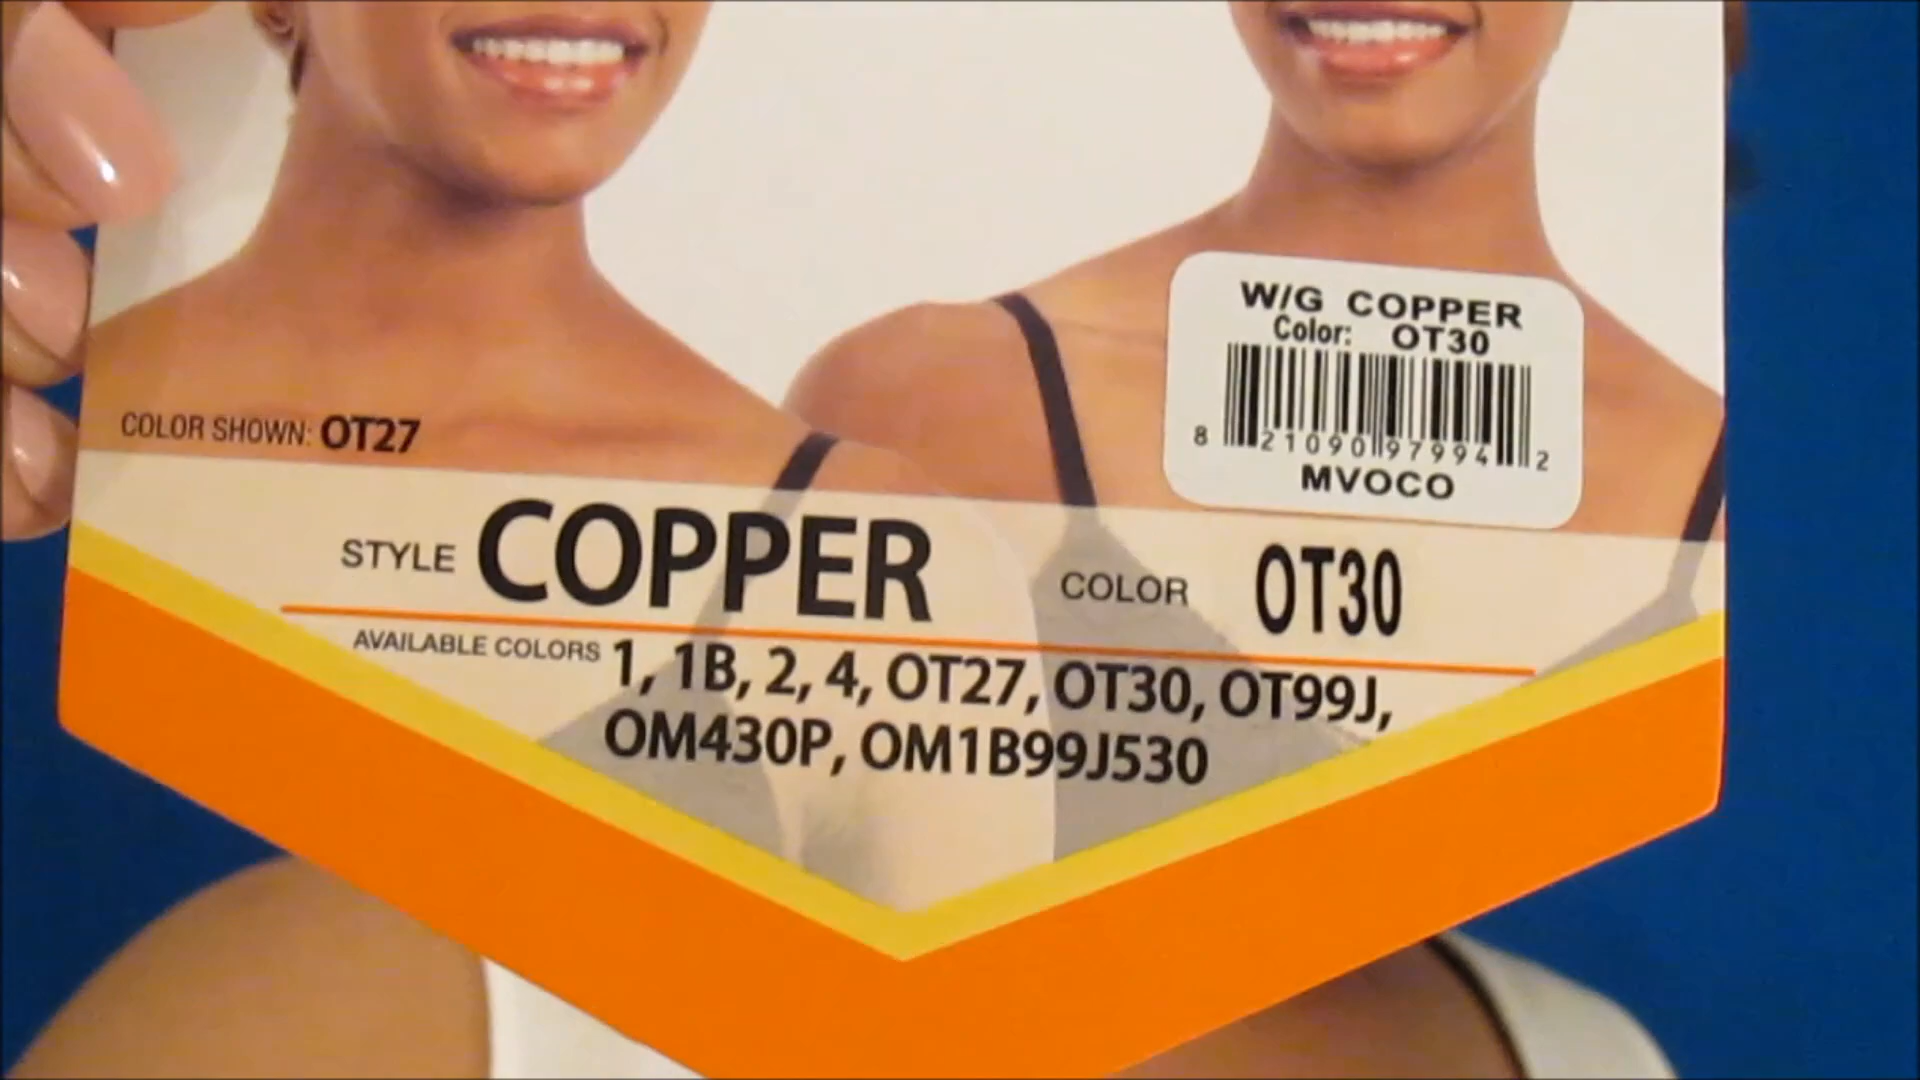 W/G COPPER
Color: OT30
8 21090 97994 2
MVOCO
COLOR SHOWN: OT27
STYLE COPPER COLOR OT30
AVAILABLE COLORS 1, 1B, 2, 4, OT27, OT30, OT99J,
OM430P, OM1B99J530